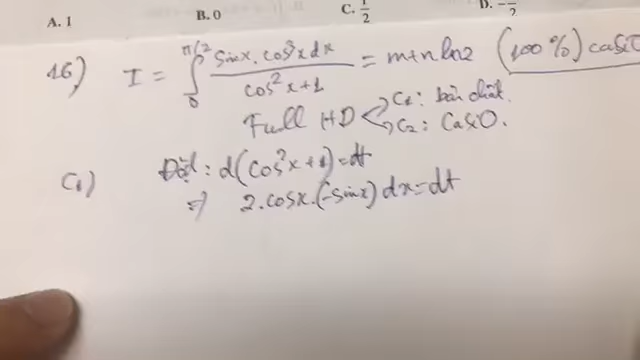 A. 1 B. 0 C. 1/2 D. -π/2
16) I = ∫₀^(π/2) (sinx. cos³x dx)/(cos²x+1) = m+n ln2 (100%) casiO
Full HD < C1: bản chất.
C2: CasiO.
C1) Đặt: d(cos²x+1)=dt
=> 2.cosx.(-sinx)dx=dt